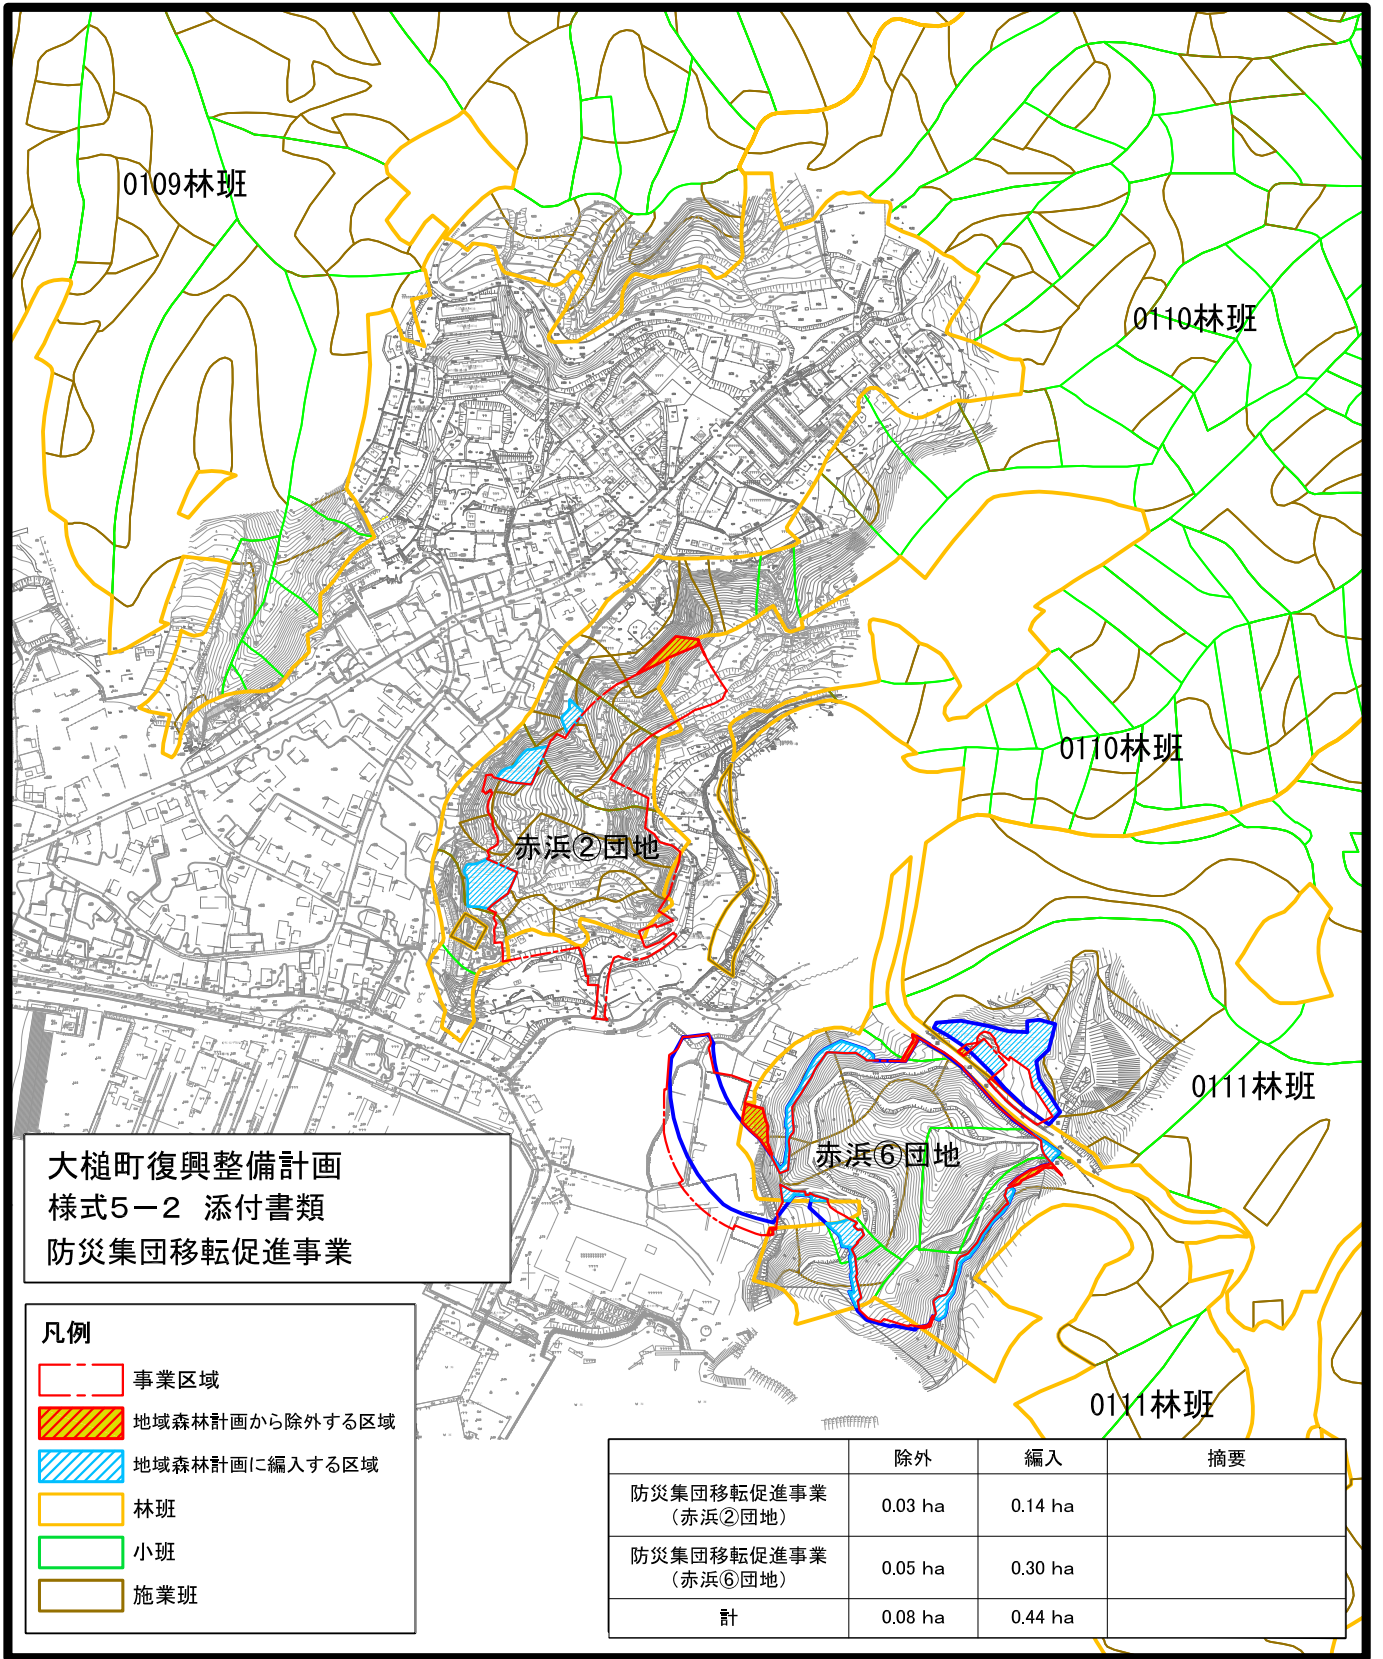 0109林班
0110林班
0110林班
赤浜②団地
0111林班
赤浜⑥団地
大槌町復興整備計画
様式5－2 添付書類
防災集団移転促進事業
凡例
事業区域
地域森林計画から除外する区域
地域森林計画に編入する区域
林班
小班
施業班
0111林班
除外 編入 摘要
防災集団移転促進事業
（赤浜②団地） 0.03 ha 0.14 ha
防災集団移転促進事業
（赤浜⑥団地） 0.05 ha 0.30 ha
計 0.08 ha 0.44 ha